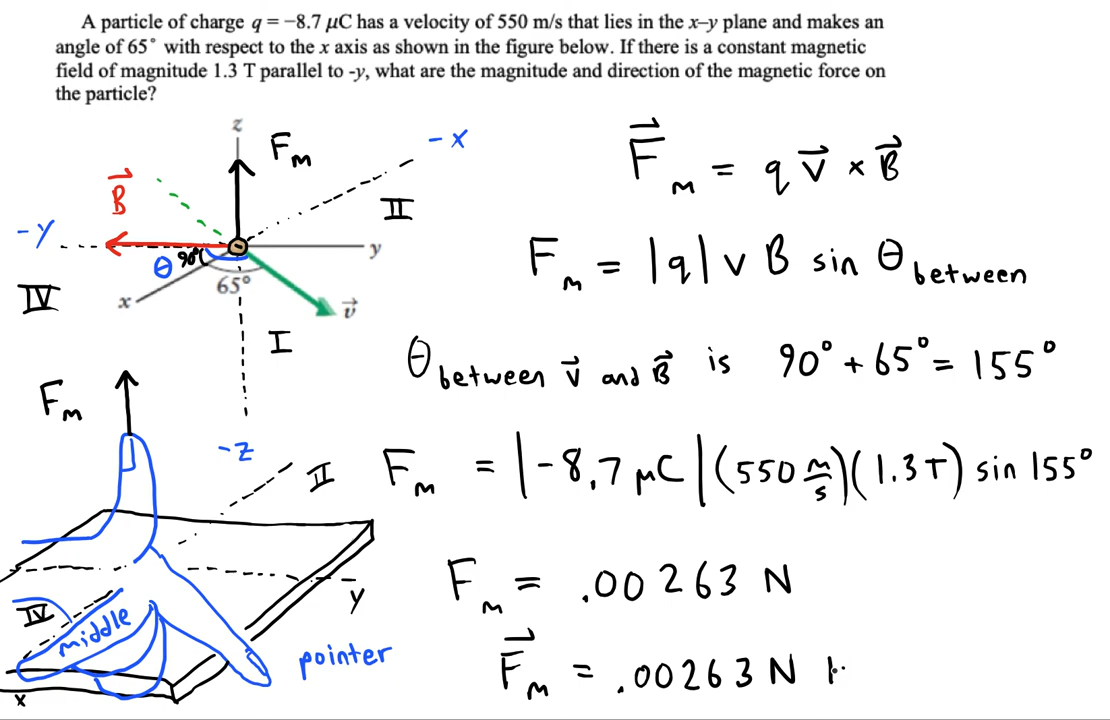 A particle of charge q = −8.7 μC has a velocity of 550 m/s that lies in the x–y plane and makes an
angle of 65° with respect to the x axis as shown in the figure below. If there is a constant magnetic
field of magnitude 1.3 T parallel to -y, what are the magnitude and direction of the magnetic force on
the particle?
z
F_m
-x
B⃗
II
-y
y
θ 90°
65°
x
v⃗
IV
I
F_m
-z
II
IV
y
middle
pointer
x
F⃗_m = q v⃗ × B⃗
F_m = |q| v B sin θ_between
θ_between v⃗ and B⃗ is 90° + 65° = 155°
F_m = |-8.7 μC| (550 m/s)(1.3T) sin 155°
F_m = .00263 N
F⃗_m = .00263 N